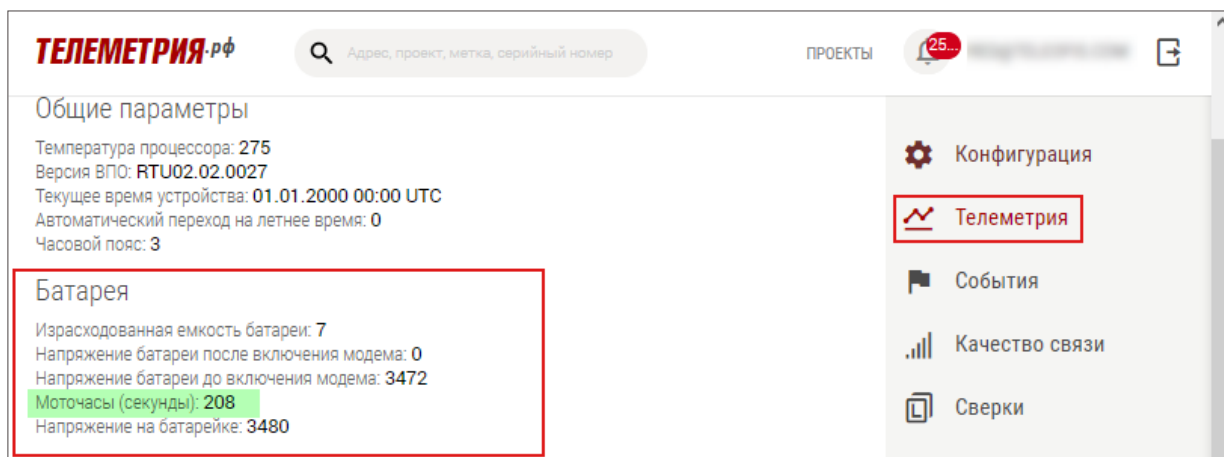 ТЕЛЕМЕТРИЯ·рф
Адрес, проект, метка, серийный номер
ПРОЕКТЫ
25...
Общие параметры
Температура процессора: 275
Версия ВПО: RTU02.02.0027
Текущее время устройства: 01.01.2000 00:00 UTC
Автоматический переход на летнее время: 0
Часовой пояс: 3
Батарея
Израсходованная емкость батареи: 7
Напряжение батареи после включения модема: 0
Напряжение батареи до включения модема: 3472
Моточасы (секунды): 208
Напряжение на батарейке: 3480
Конфигурация
Телеметрия
События
Качество связи
Сверки